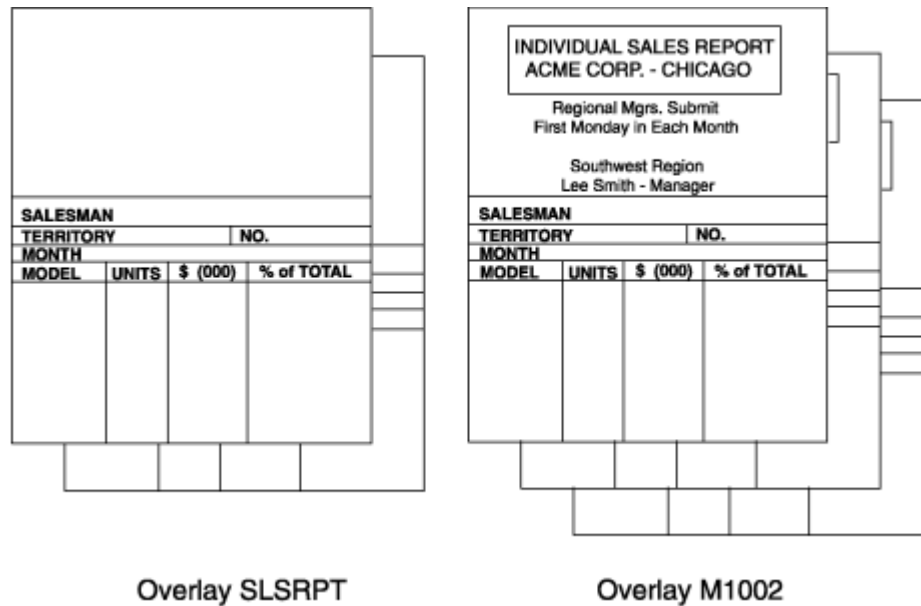 SALESMAN
TERRITORY NO.
MONTH
MODEL UNITS $ (000) % of TOTAL
Overlay SLSRPT
INDIVIDUAL SALES REPORT
ACME CORP. - CHICAGO
Regional Mgrs. Submit
First Monday in Each Month
Southwest Region
Lee Smith - Manager
SALESMAN
TERRITORY NO.
MONTH
MODEL UNITS $ (000) % of TOTAL
Overlay M1002